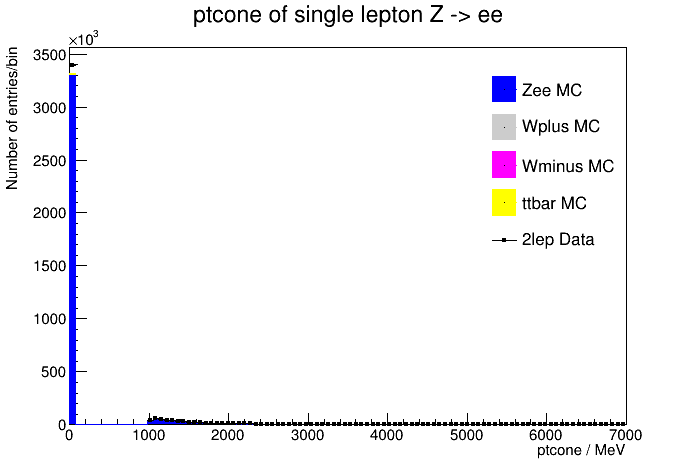 ptcone of single lepton Z -> ee
×10³
Number of entries/bin
3500
3000
2500
2000
1500
1000
500
0
Zee MC
Wplus MC
Wminus MC
ttbar MC
2lep Data
0 1000 2000 3000 4000 5000 6000 7000
ptcone / MeV